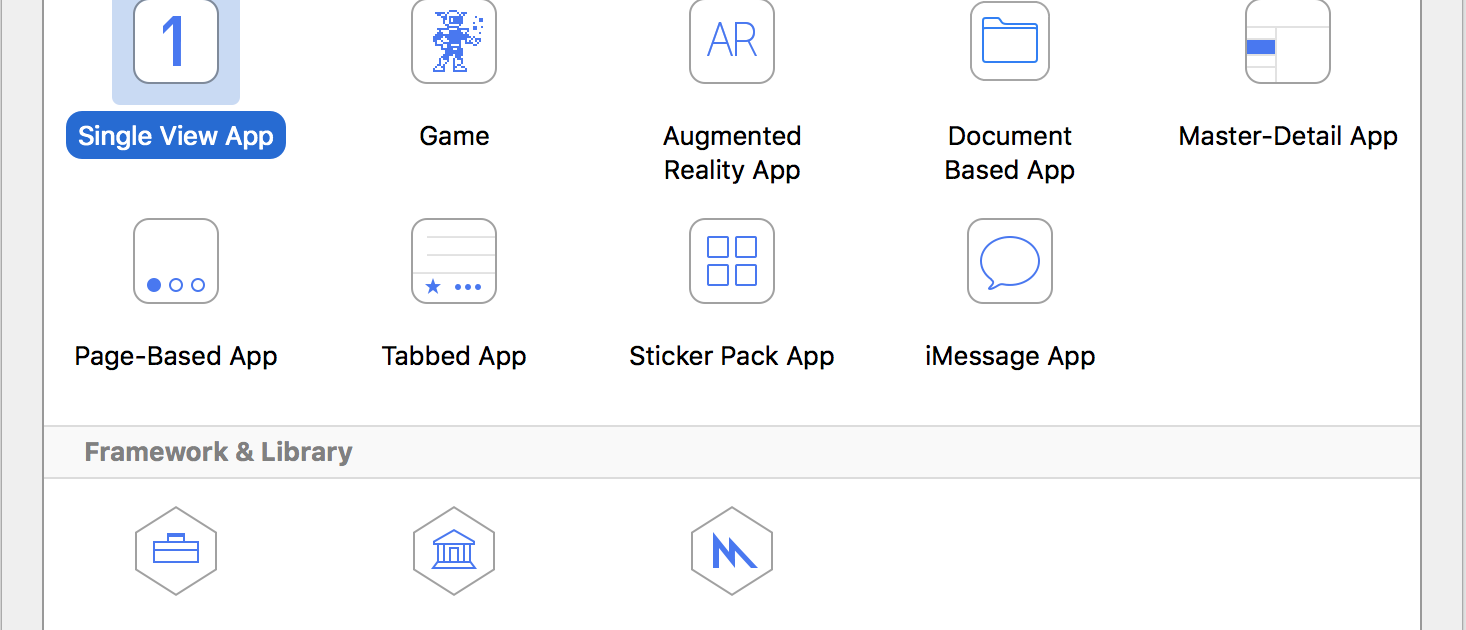 1
AR
Single View App
Game
Augmented
Reality App
Document
Based App
Master-Detail App
Page-Based App
Tabbed App
Sticker Pack App
iMessage App
Framework & Library